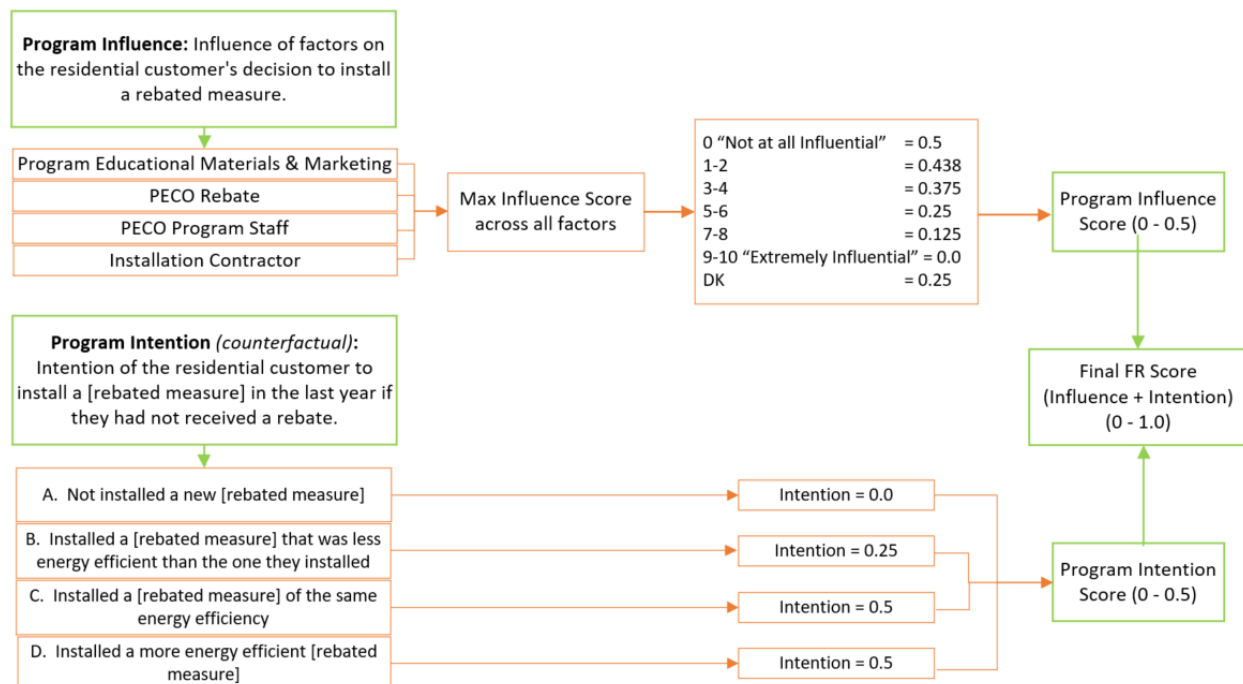 Program Influence: Influence of factors on
the residential customer's decision to install
a rebated measure.
Program Educational Materials & Marketing
PECO Rebate
PECO Program Staff
Installation Contractor
Max Influence Score
across all factors
0 “Not at all Influential” = 0.5
1-2 = 0.438
3-4 = 0.375
5-6 = 0.25
7-8 = 0.125
9-10 “Extremely Influential” = 0.0
DK = 0.25
Program Influence
Score (0 - 0.5)
Program Intention (counterfactual):
Intention of the residential customer to
install a [rebated measure] in the last year if
they had not received a rebate.
Final FR Score
(Influence + Intention)
(0 - 1.0)
A. Not installed a new [rebated measure]
Intention = 0.0
B. Installed a [rebated measure] that was less
energy efficient than the one they installed
Intention = 0.25
C. Installed a [rebated measure] of the same
energy efficiency
Intention = 0.5
D. Installed a more energy efficient [rebated
measure]
Intention = 0.5
Program Intention
Score (0 - 0.5)